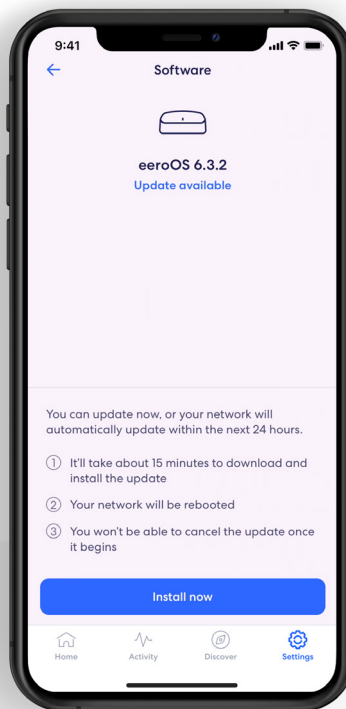 9:41
Software
eeroOS 6.3.2
Update available
You can update now, or your network will
automatically update within the next 24 hours.
1 It'll take about 15 minutes to download and
install the update
2 Your network will be rebooted
3 You won't be able to cancel the update once
it begins
Install now
Home Activity Discover Settings